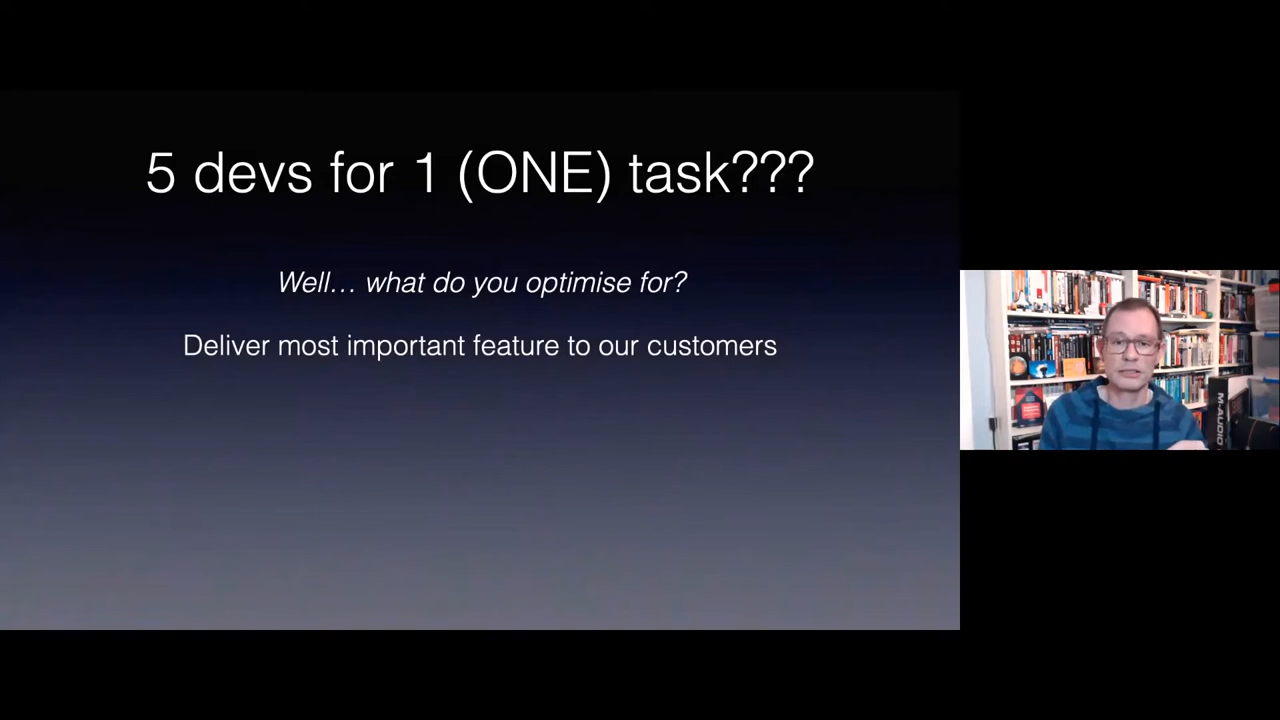 5 devs for 1 (ONE) task???
Well… what do you optimise for?
Deliver most important feature to our customers
M-AUDIO